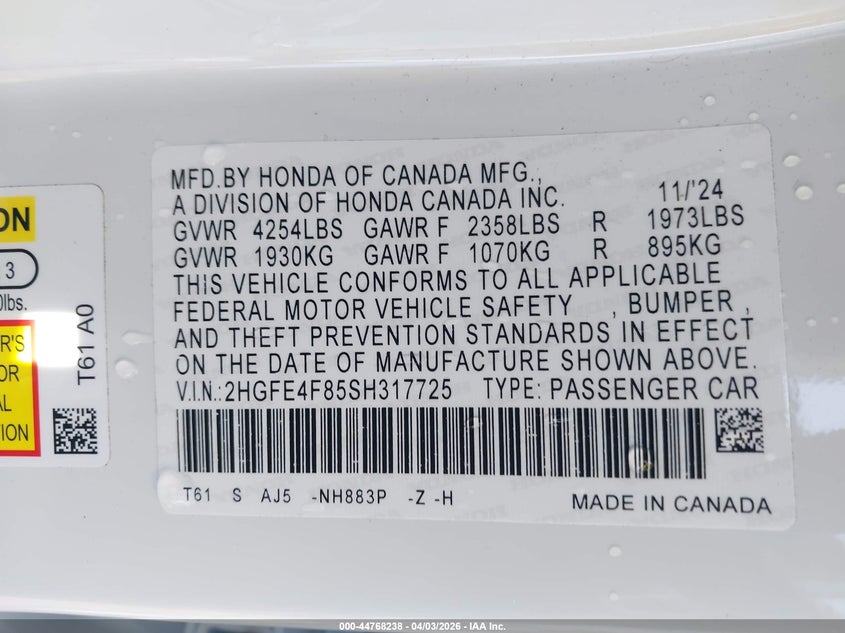 MFD.BY HONDA OF CANADA MFG.,
A DIVISION OF HONDA CANADA INC. 11/'24
GVWR 4254LBS GAWR F 2358LBS R 1973LBS
GVWR 1930KG GAWR F 1070KG R 895KG
THIS VEHICLE CONFORMS TO ALL APPLICABLE
FEDERAL MOTOR VEHICLE SAFETY , BUMPER ,
AND THEFT PREVENTION STANDARDS IN EFFECT
ON THE DATE OF MANUFACTURE SHOWN ABOVE.
V.I.N.:2HGFE4F85SH317725 TYPE: PASSENGER CAR
T61 S AJ5 -NH883P -Z -H
MADE IN CANADA
ON
3
lbs.
T61 A0
000-44768238 - 04/03/2026 - IAA Inc.